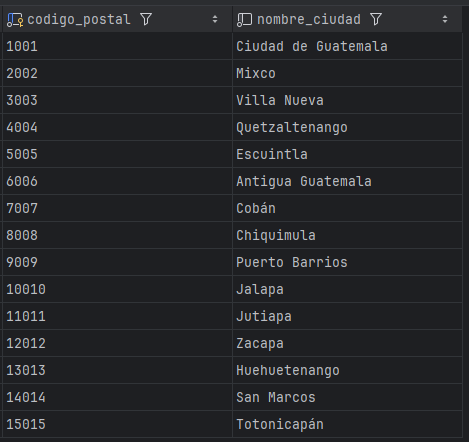 codigo_postal nombre_ciudad
1001 Ciudad de Guatemala
2002 Mixco
3003 Villa Nueva
4004 Quetzaltenango
5005 Escuintla
6006 Antigua Guatemala
7007 Cobán
8008 Chiquimula
9009 Puerto Barrios
10010 Jalapa
11011 Jutiapa
12012 Zacapa
13013 Huehuetenango
14014 San Marcos
15015 Totonicapán